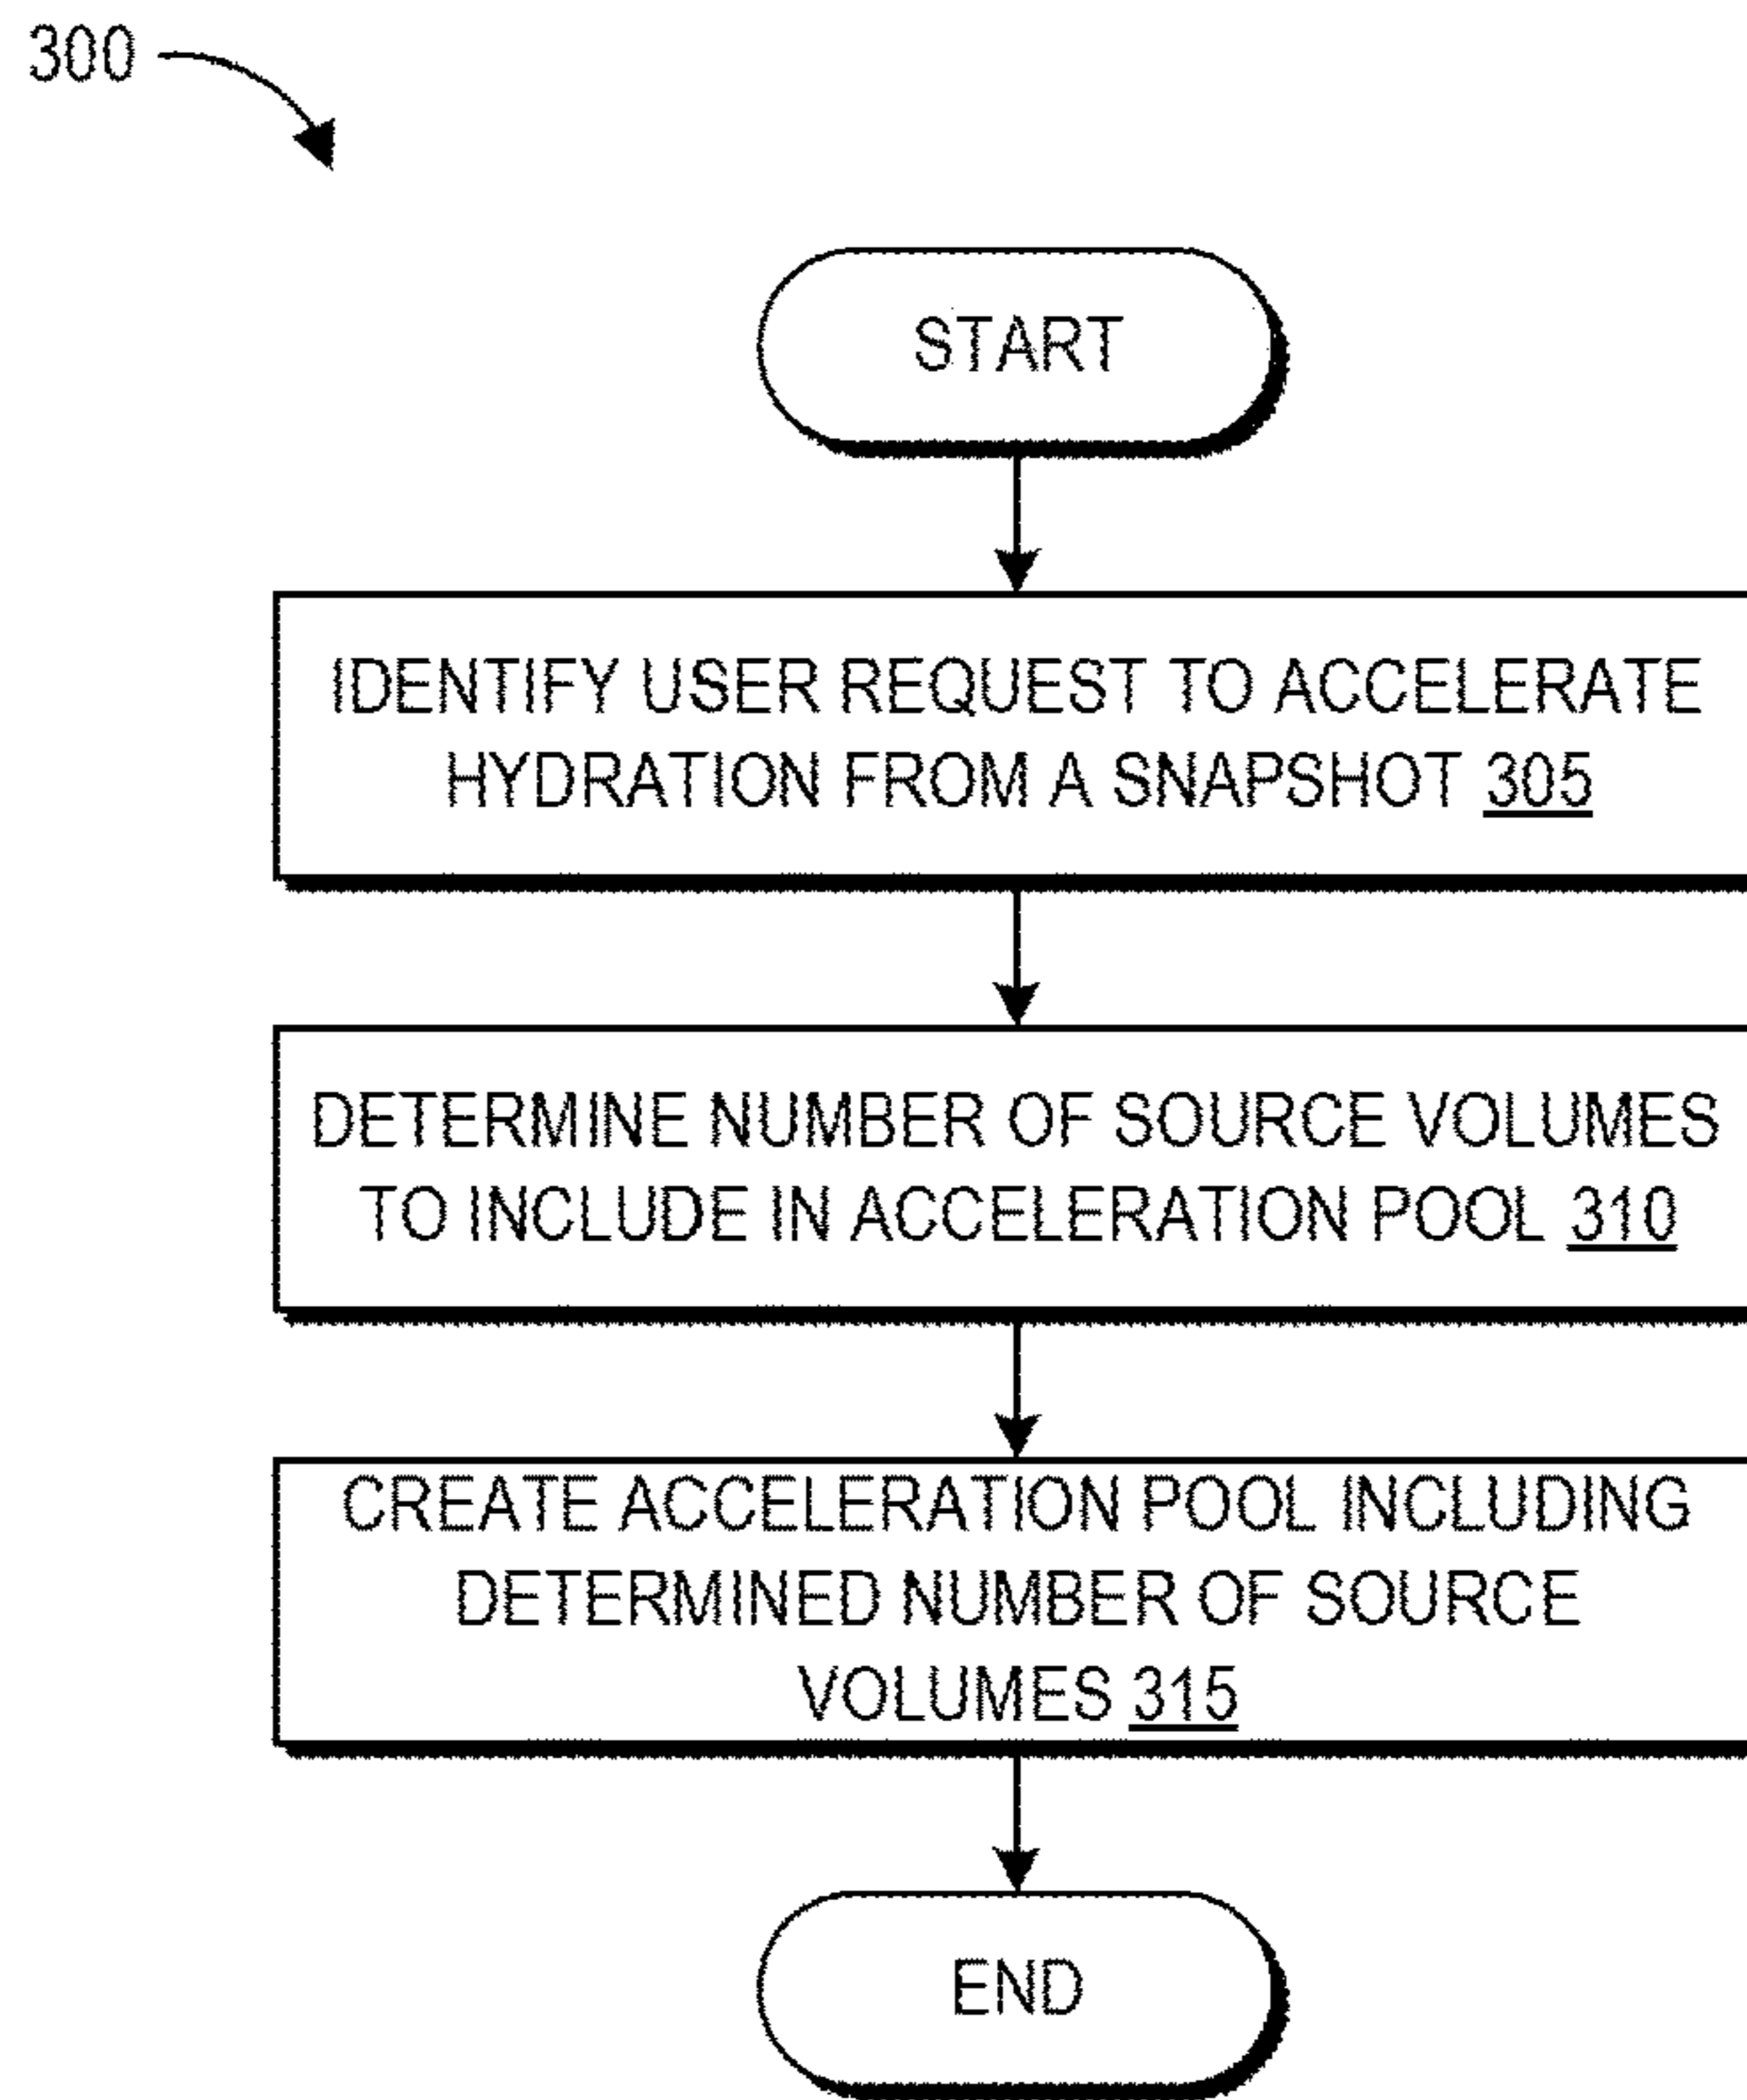 300
START
IDENTIFY USER REQUEST TO ACCELERATE
HYDRATION FROM A SNAPSHOT 305
DETERMINE NUMBER OF SOURCE VOLUMES
TO INCLUDE IN ACCELERATION POOL 310
CREATE ACCELERATION POOL INCLUDING
DETERMINED NUMBER OF SOURCE
VOLUMES 315
END